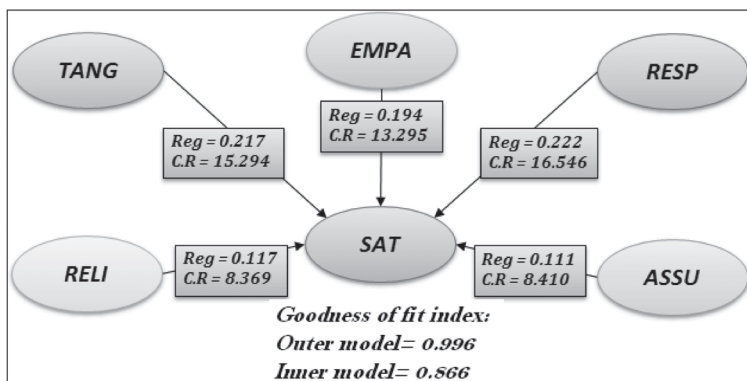 TANG
EMPA
RESP
Reg = 0.217
C.R = 15.294
Reg = 0.194
C.R = 13.295
Reg = 0.222
C.R = 16.546
RELI
Reg = 0.117
C.R = 8.369
SAT
Reg = 0.111
C.R = 8.410
ASSU
Goodness of fit index:
Outer model= 0.996
Inner model= 0.866